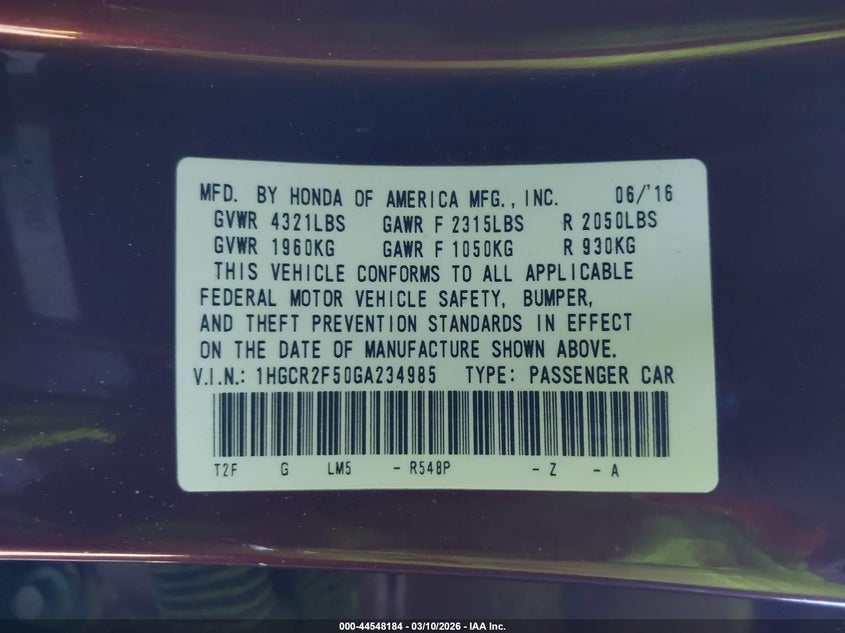 MFD. BY HONDA OF AMERICA MFG., INC. 06/'16
GVWR 4321LBS GAWR F 2315LBS R 2050LBS
GVWR 1960KG GAWR F 1050KG R 930KG
THIS VEHICLE CONFORMS TO ALL APPLICABLE
FEDERAL MOTOR VEHICLE SAFETY, BUMPER,
AND THEFT PREVENTION STANDARDS IN EFFECT
ON THE DATE OF MANUFACTURE SHOWN ABOVE.
V.I.N.: 1HGCR2F50GA234985 TYPE: PASSENGER CAR
T2F G LM5 - R548P - Z - A
000-44548184 - 03/10/2026 - IAA Inc.